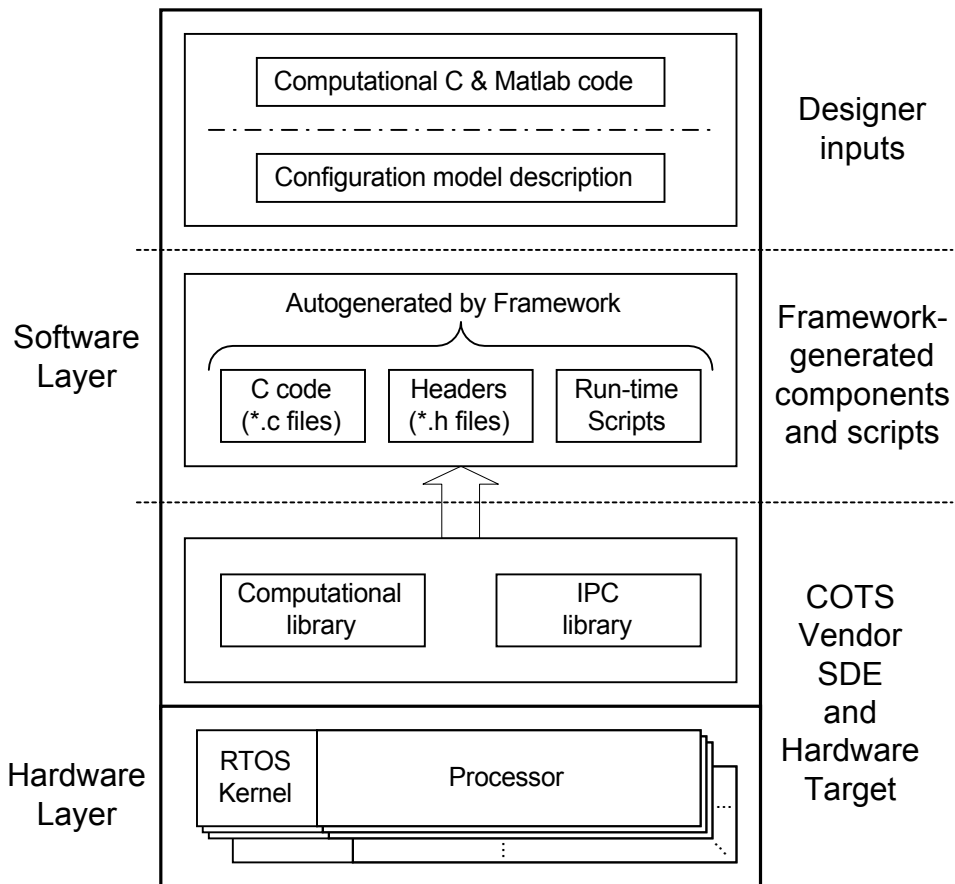 Computational C & Matlab code
Configuration model description
Designer
inputs
Software
Layer
Autogenerated by Framework
C code
(*.c files)
Headers
(*.h files)
Run-time
Scripts
Framework-
generated
components
and scripts
Computational
library
IPC
library
COTS
Vendor
SDE
and
Hardware
Target
Hardware
Layer
RTOS
Kernel
Processor
...
...
...